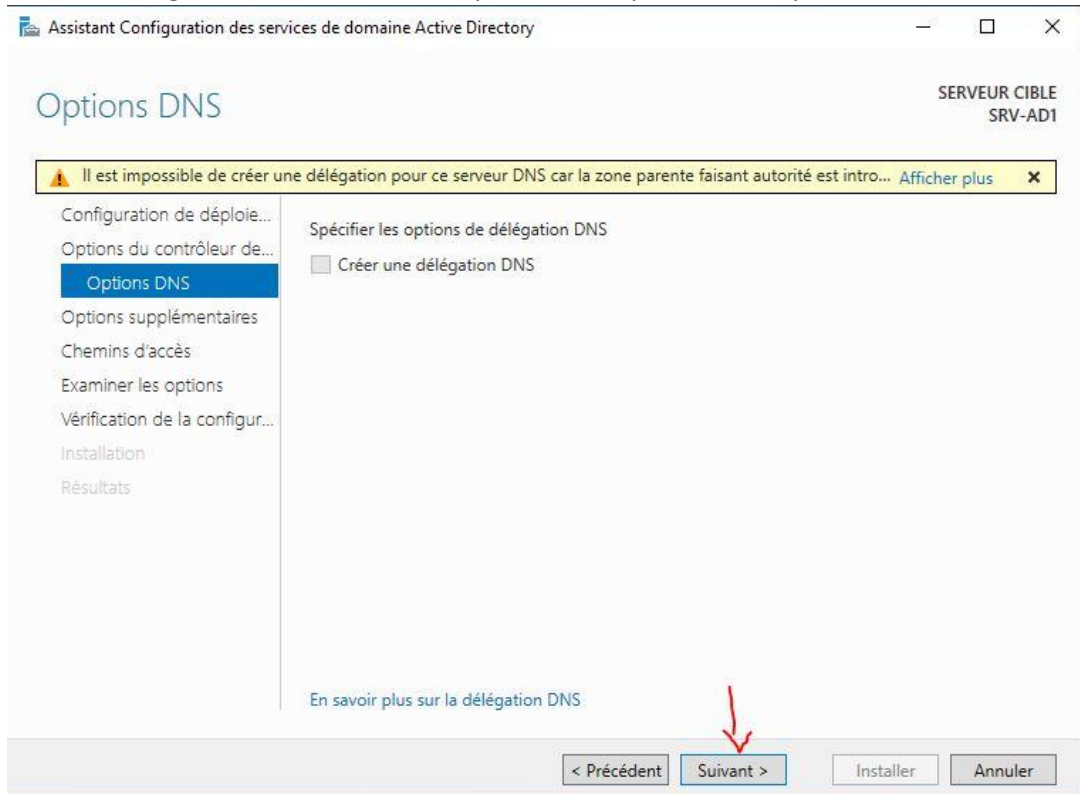 Assistant Configuration des services de domaine Active Directory
Options DNS
SERVEUR CIBLE
SRV-AD1
Il est impossible de créer une délégation pour ce serveur DNS car la zone parente faisant autorité est intro... Afficher plus
Configuration de déploie...
Options du contrôleur de...
Options DNS
Options supplémentaires
Chemins d'accès
Examiner les options
Vérification de la configur...
Installation
Résultats
Spécifier les options de délégation DNS
Créer une délégation DNS
En savoir plus sur la délégation DNS
< Précédent
Suivant >
Installer
Annuler